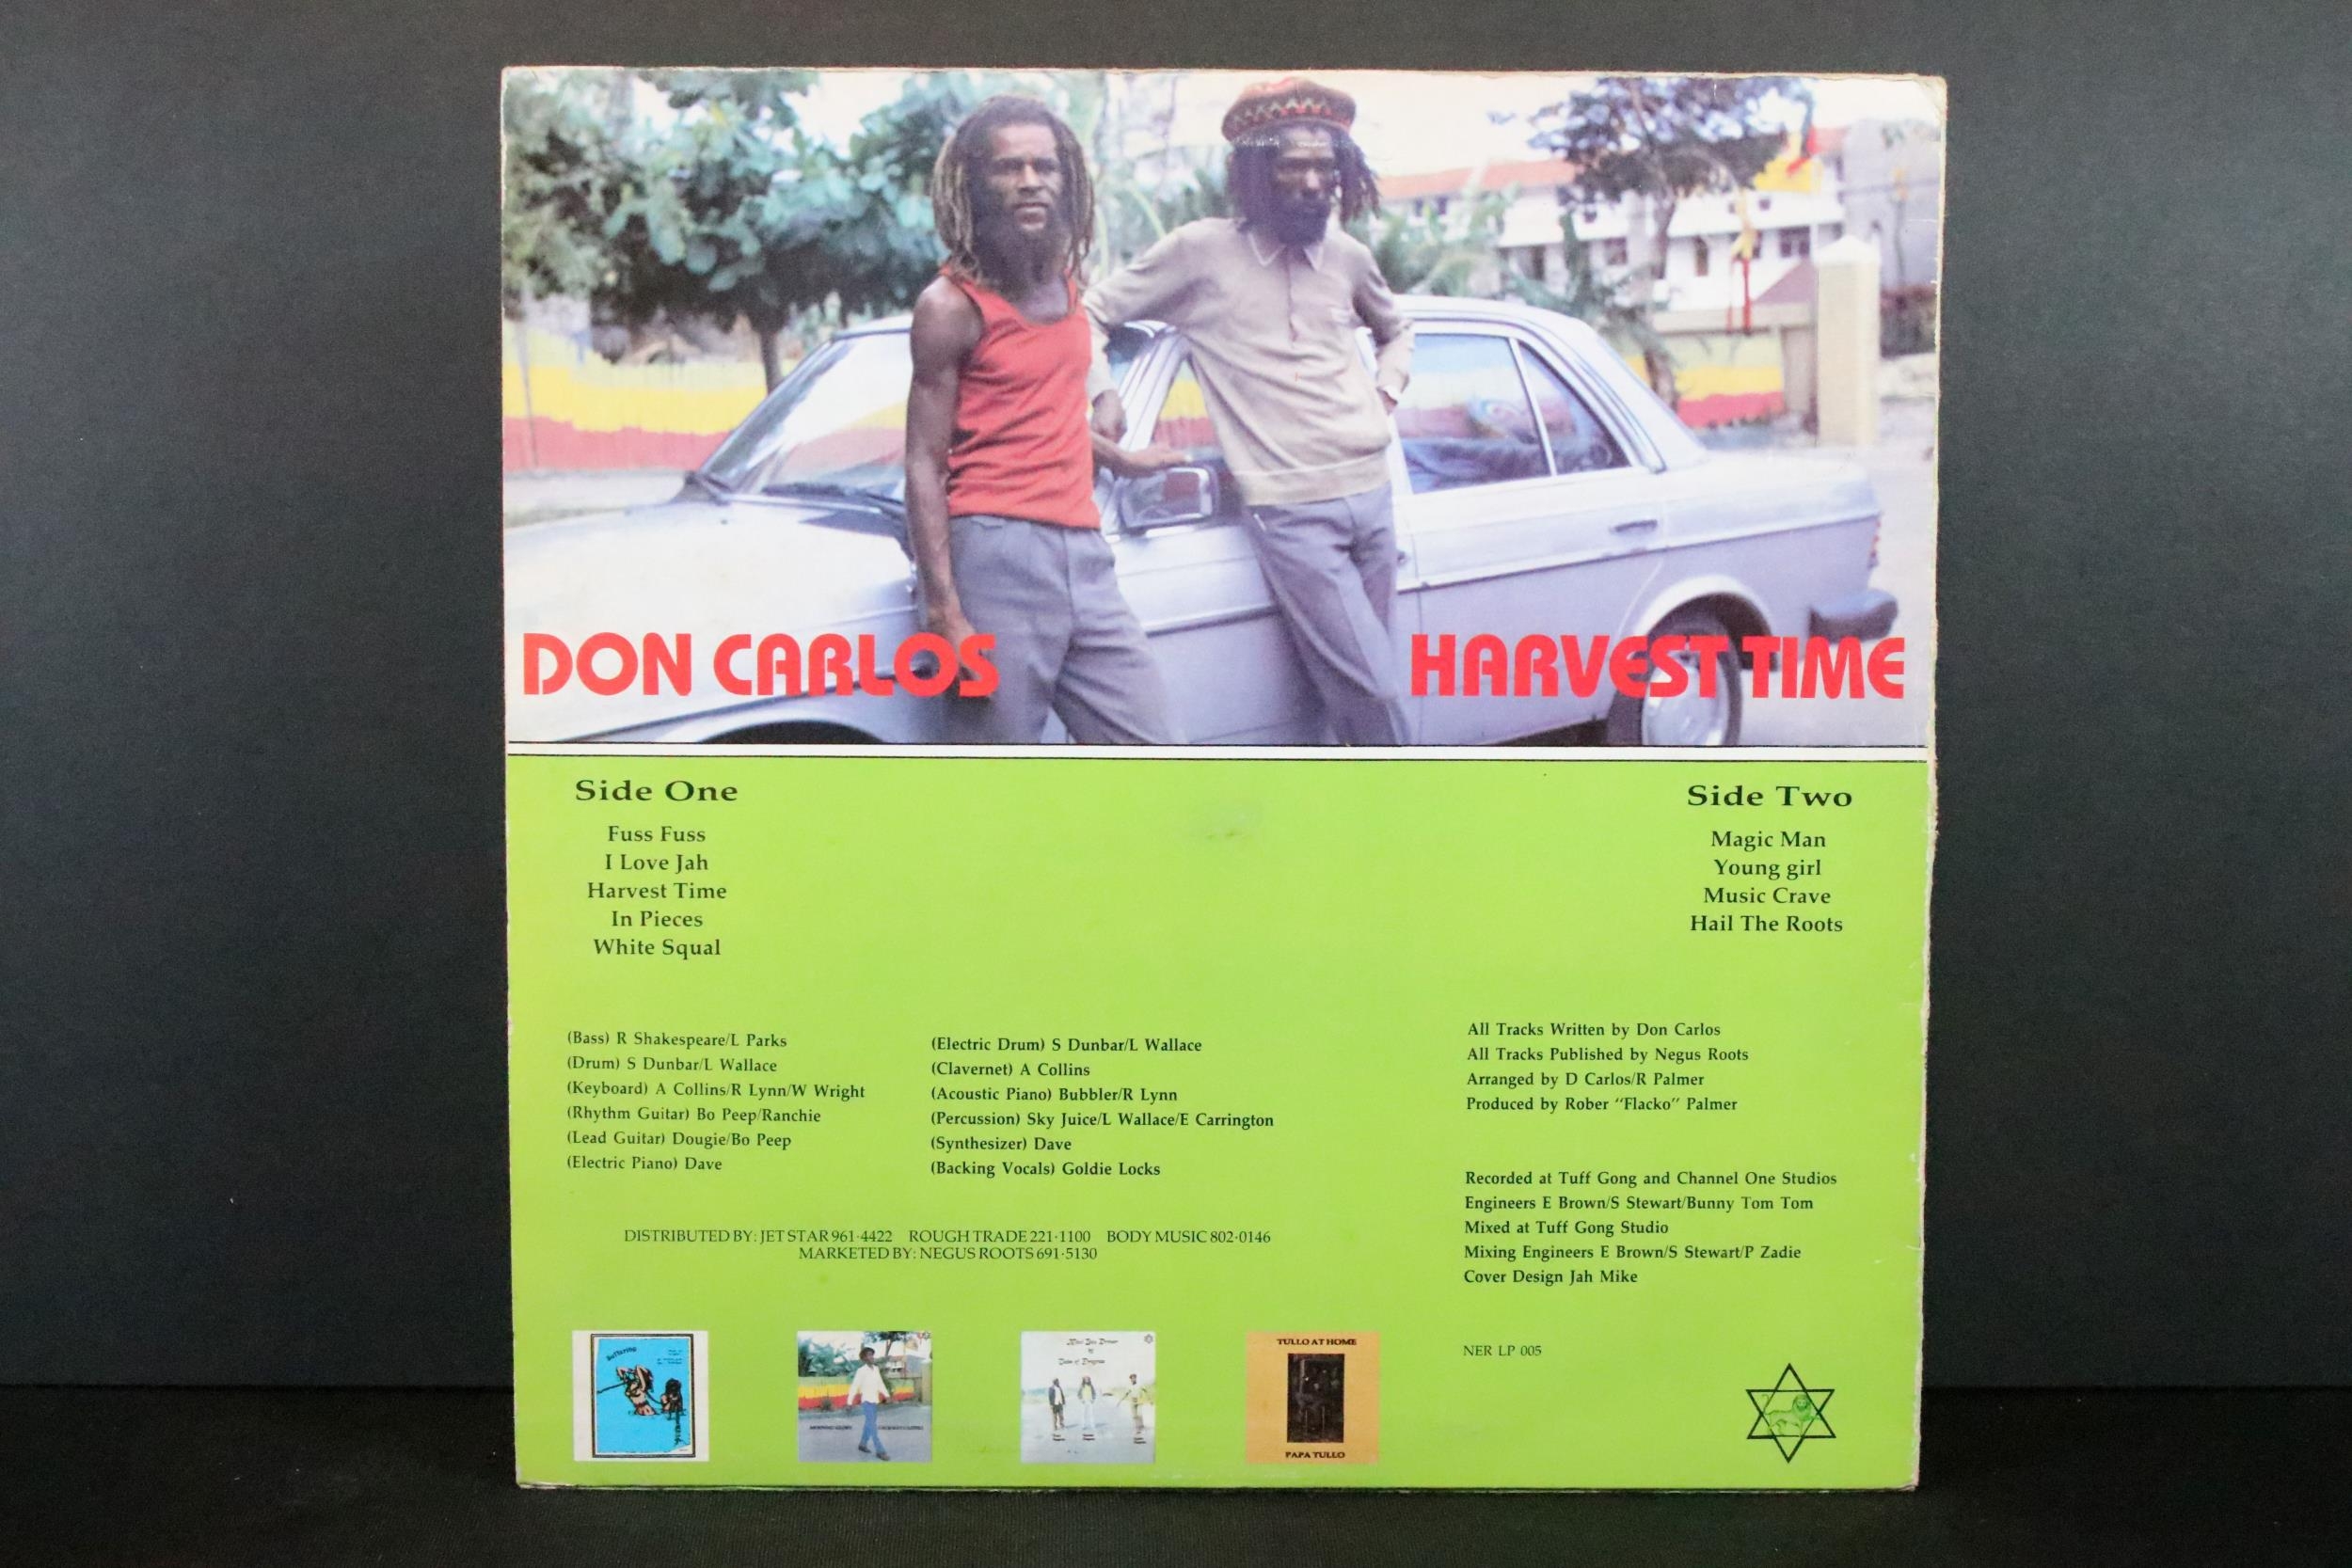 DON CARLOS
HARVEST TIME
Side One
Fuss Fuss
I Love Jah
Harvest Time
In Pieces
White Squal
Side Two
Magic Man
Young girl
Music Crave
Hail The Roots
(Bass) R Shakespeare/L Parks
(Drum) S Dunbar/L Wallace
(Keyboard) A Collins/R Lynn/W Wright
(Rhythm Guitar) Bo Peep/Ranchie
(Lead Guitar) Dougie/Bo Peep
(Electric Piano) Dave
(Electric Drum) S Dunbar/L Wallace
(Clavernet) A Collins
(Acoustic Piano) Bubbler/R Lynn
(Percussion) Sky Juice/L Wallace/E Carrington
(Synthesizer) Dave
(Backing Vocals) Goldie Locks
All Tracks Written by Don Carlos
All Tracks Published by Negus Roots
Arranged by D Carlos/R Palmer
Produced by Rober "Flacko" Palmer
Recorded at Tuff Gong and Channel One Studios
Engineers E Brown/S Stewart/Bunny Tom Tom
Mixed at Tuff Gong Studio
Mixing Engineers E Brown/S Stewart/P Zadie
Cover Design Jah Mike
DISTRIBUTED BY: JET STAR 961·4422 ROUGH TRADE 221·1100 BODY MUSIC 802·0146
MARKETED BY: NEGUS ROOTS 691·5130
NER LP 005
Suffering
TULLO AT HOME
PAPA TULLO